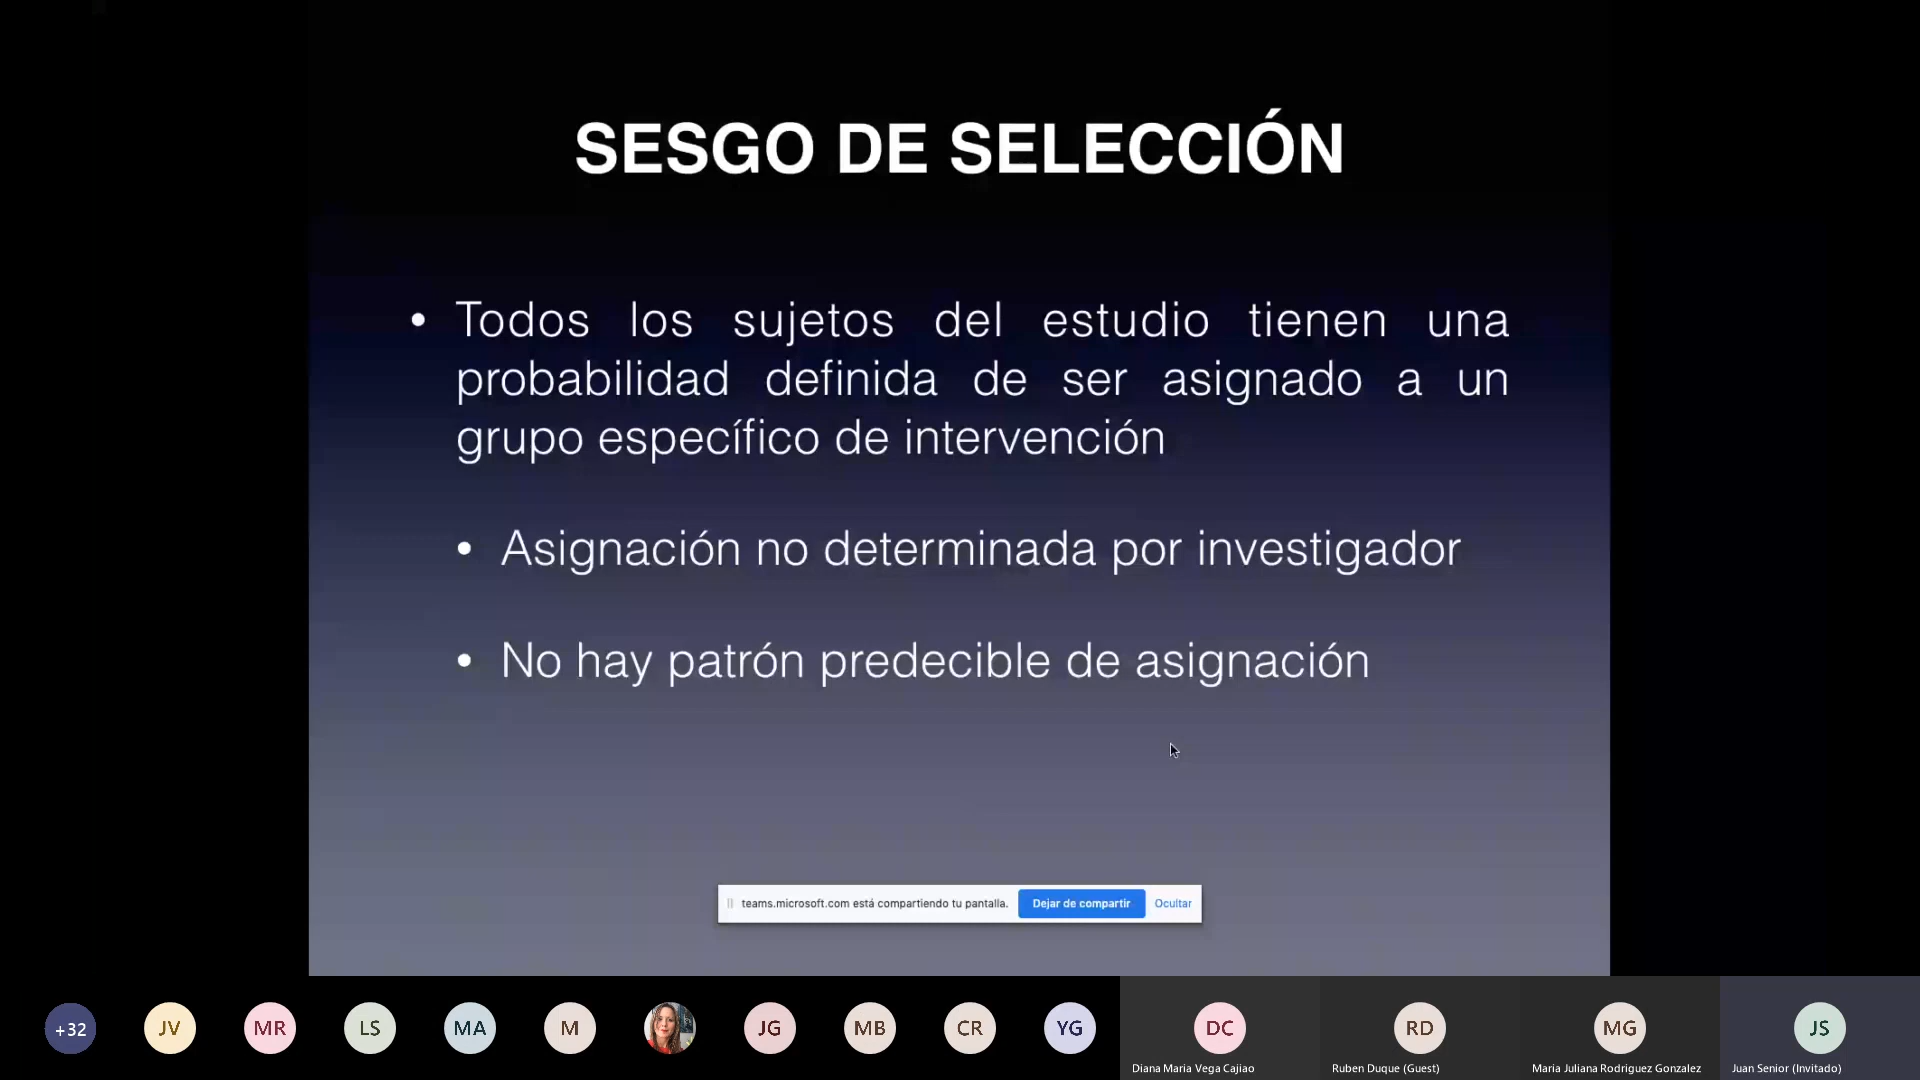 SESGO DE SELECCIÓN
• Todos los sujetos del estudio tienen una
probabilidad definida de ser asignado a un
grupo específico de intervención
• Asignación no determinada por investigador
• No hay patrón predecible de asignación
teams.microsoft.com está compartiendo tu pantalla. Dejar de compartir Ocultar
+32 JV MR LS MA M JG MB CR YG DC RD MG JS
Diana Maria Vega Cajiao Ruben Duque (Guest) Maria Juliana Rodriguez Gonzalez Juan Senior (Invitado)